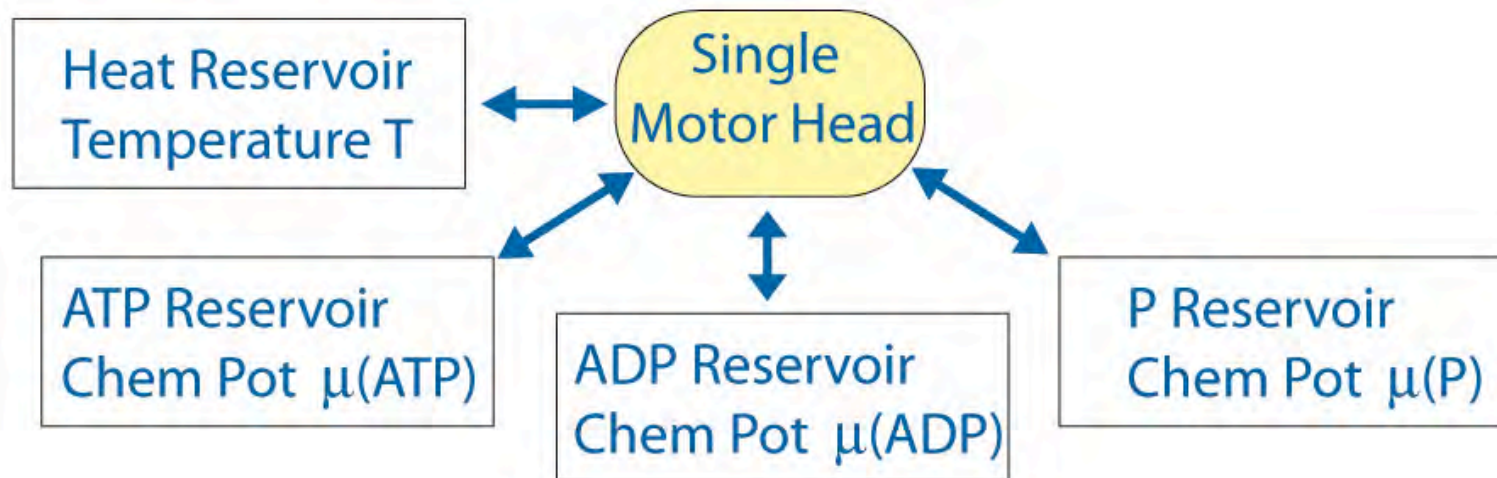 Heat Reservoir
Temperature T
Single
Motor Head
ATP Reservoir
Chem Pot μ(ATP)
ADP Reservoir
Chem Pot μ(ADP)
P Reservoir
Chem Pot μ(P)